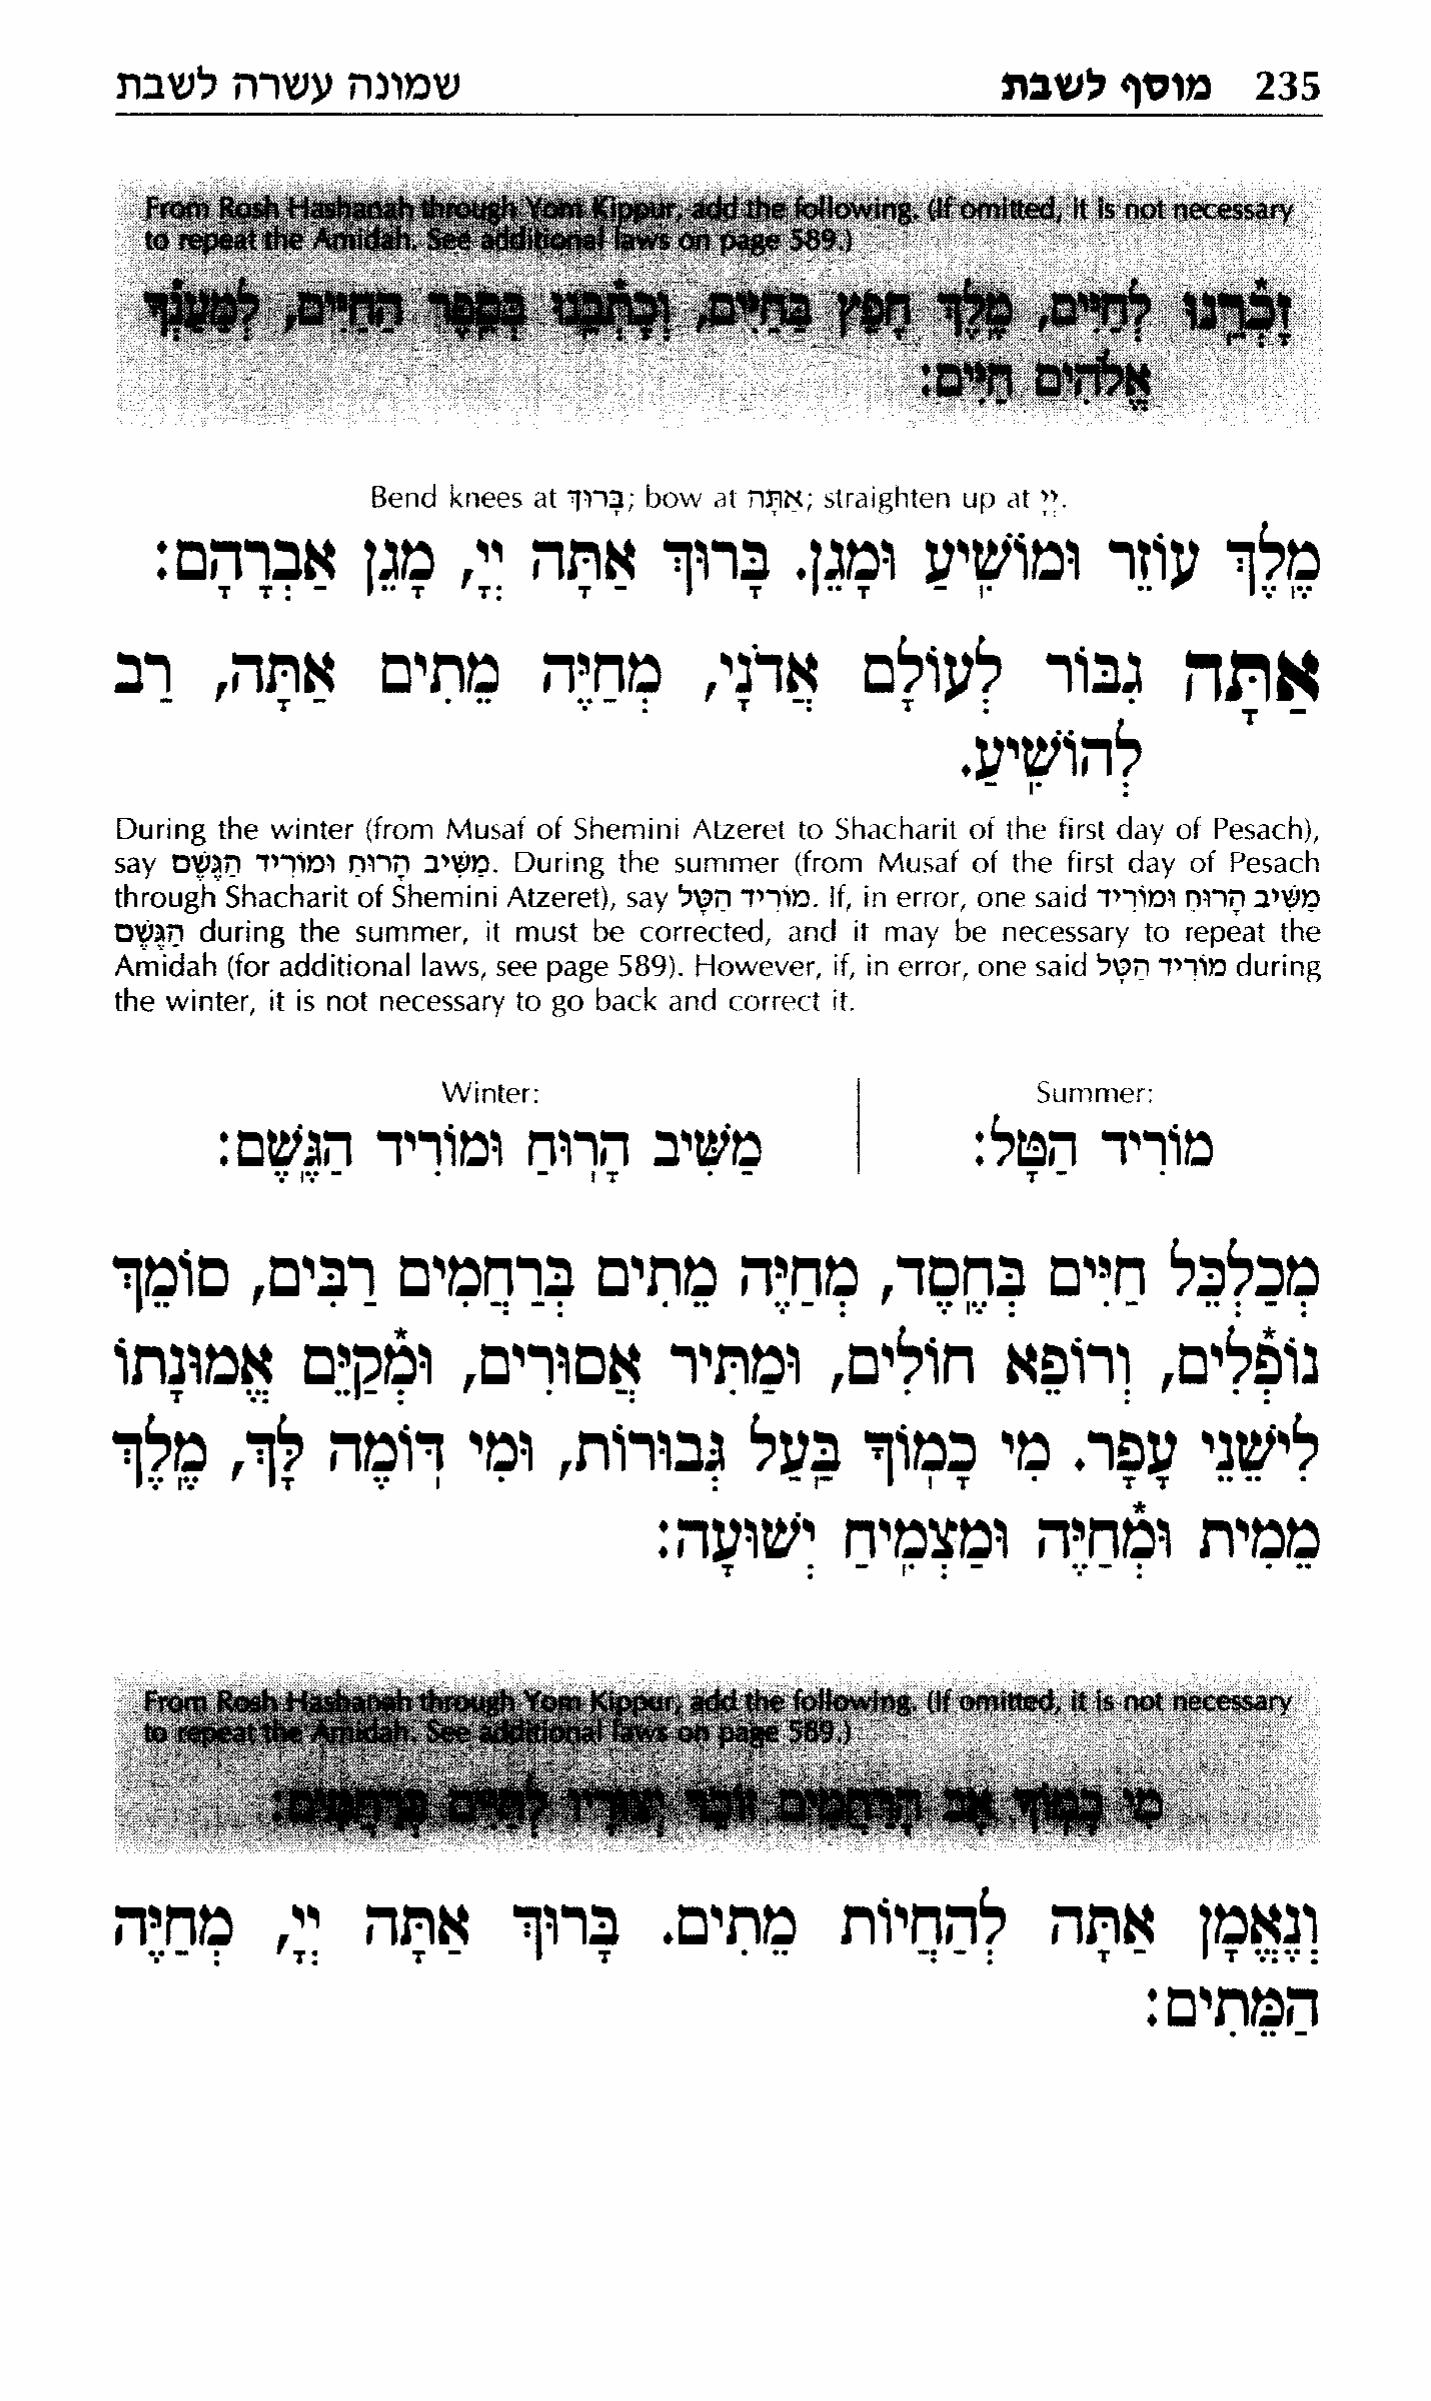 235 מוסף לשבת שמונה עשרה לשבת
From Rosh Hashanah through Yom Kippur, add the following. (If omitted, it is not necessary
to repeat the Amidah. See additional laws on page 589.)
זָכְרֵֽנוּ לְחַיִּים, מֶֽלֶךְ חָפֵץ בַּחַיִּים, וְכָתְבֵֽנוּ בְּסֵֽפֶר הַחַיִּים, לְמַעַנְךָ
אֱלֹהִים חַיִּים:
Bend knees at בָּרוּךְ; bow at אַתָּה; straighten up at יְיָ.
מֶֽלֶךְ עוֹזֵר וּמוֹשִֽׁיעַ וּמָגֵן. בָּרוּךְ אַתָּה יְיָ, מָגֵן אַבְרָהָם:
אַתָּה גִבּוֹר לְעוֹלָם אֲדֹנָי, מְחַיֶּה מֵתִים אַתָּה, רַב
לְהוֹשִֽׁיעַ.
During the winter (from Musaf of Shemini Atzeret to Shacharit of the first day of Pesach),
say מַשִּׁיב הָרוּחַ וּמוֹרִיד הַגֶּשֶׁם. During the summer (from Musaf of the first day of Pesach
through Shacharit of Shemini Atzeret), say מוֹרִיד הַטָּל. If, in error, one said מַשִּׁיב הָרוּחַ וּמוֹרִיד
הַגֶּשֶׁם during the summer, it must be corrected, and it may be necessary to repeat the
Amidah (for additional laws, see page 589). However, if, in error, one said מוֹרִיד הַטָּל during
the winter, it is not necessary to go back and correct it.
Summer: Winter:
מוֹרִיד הַטָּל: מַשִּׁיב הָרֽוּחַ וּמוֹרִיד הַגֶּֽשֶׁם:
מְכַלְכֵּל חַיִּים בְּחֶֽסֶד, מְחַיֵּה מֵתִים בְּרַחֲמִים רַבִּים, סוֹמֵךְ
נוֹפְ*לִים, וְרוֹפֵא חוֹלִים, וּמַתִּיר אֲסוּרִים, וּמְ*קַיֵּם אֱמוּנָתוֹ
לִישֵׁנֵי עָפָר. מִי כָמֽוֹךָ בַּֽעַל גְּבוּרוֹת, וּמִי דּֽוֹמֶה לָּךְ, מֶֽלֶךְ
מֵמִית וּמְ*חַיֶּה וּמַצְמִֽיחַ יְשׁוּעָה:
From Rosh Hashanah through Yom Kippur, add the following. (If omitted, it is not necessary
to repeat the Amidah. See additional laws on page 589.)
מִי כָמֽוֹךָ אָב הָרַחֲמָן זוֹכֵר יְצוּרָיו לְחַיִּים בְּרַחֲמִים:
וְנֶאֱמָן אַתָּה לְהַחֲיוֹת מֵתִים. בָּרוּךְ אַתָּה יְיָ, מְחַיֶּה
הַמֵּתִים: